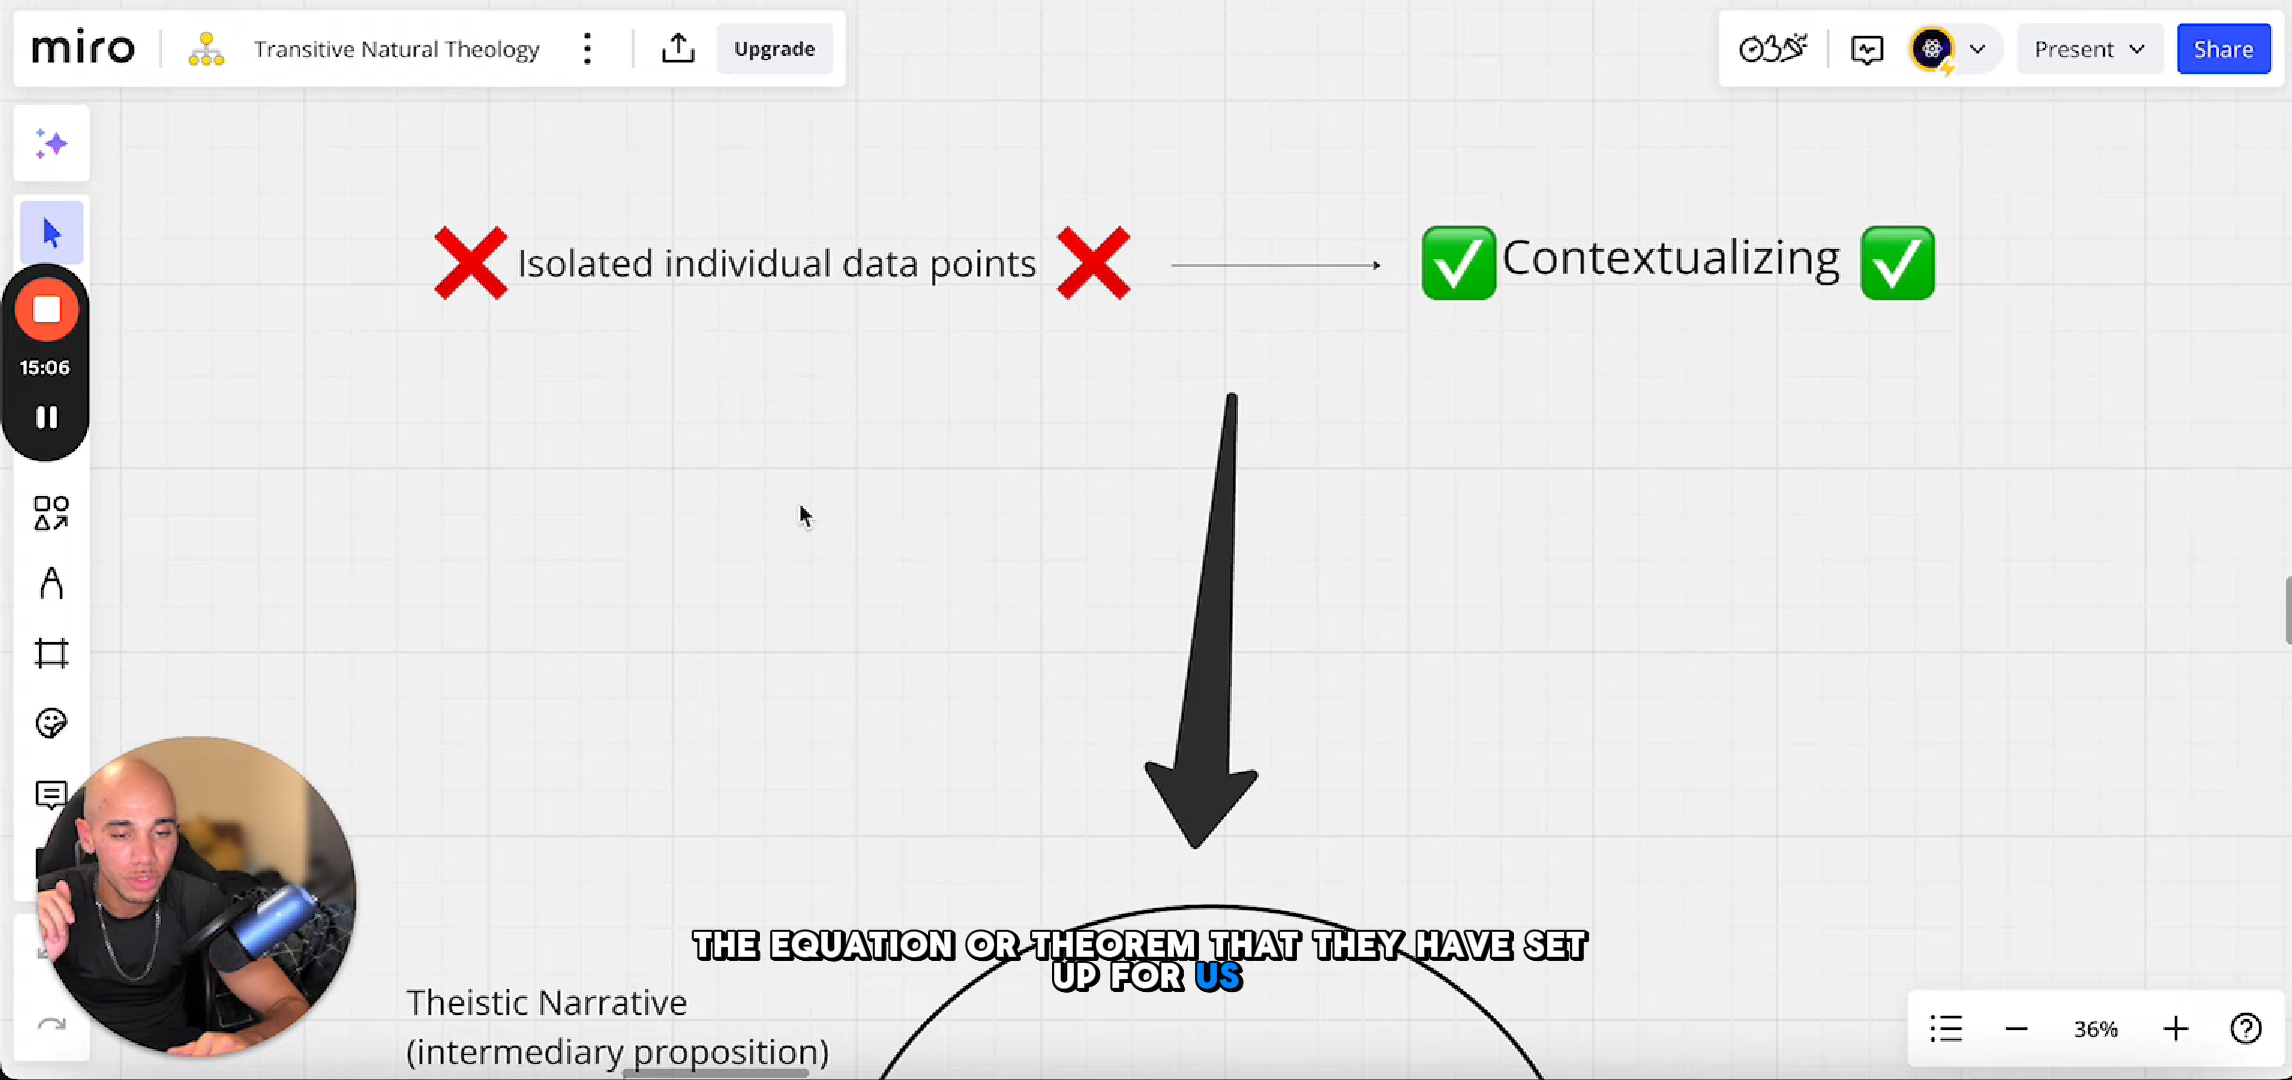 miro
Transitive Natural Theology
Upgrade
Present
Share
15:06
Isolated individual data points
Contextualizing
THE EQUATION OR THEOREM THAT THEY HAVE SET
UP FOR US
Theistic Narrative
(intermediary proposition)
36%